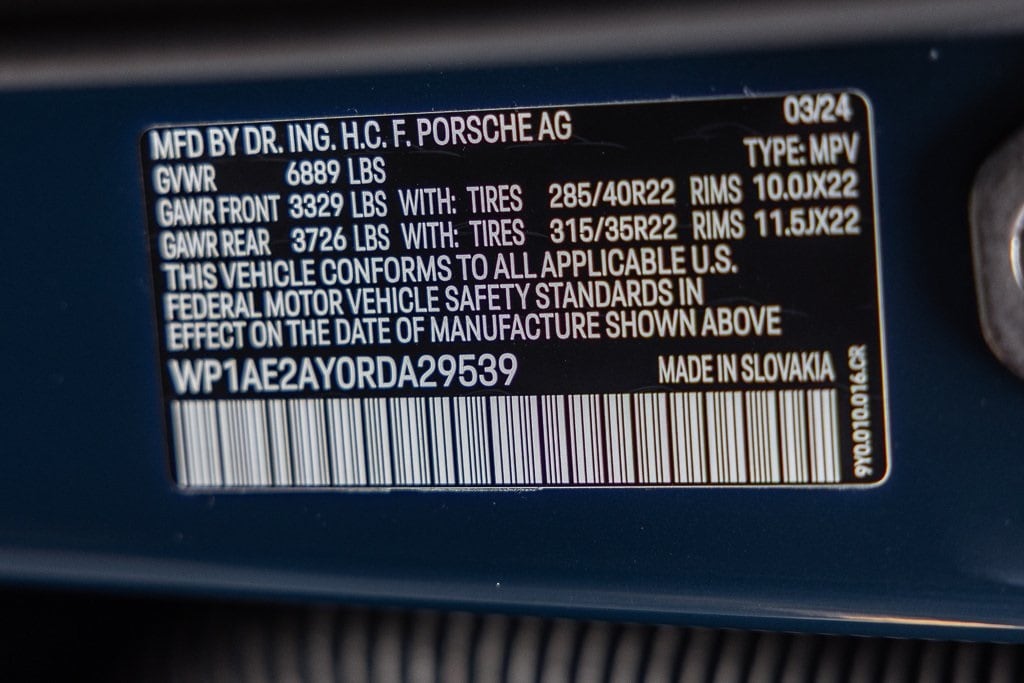 03/24
MFD BY DR. ING. H.C. F. PORSCHE AG
TYPE: MPV
GVWR 6889 LBS
GAWR FRONT 3329 LBS WITH: TIRES 285/40R22 RIMS 10.0JX22
GAWR REAR 3726 LBS WITH: TIRES 315/35R22 RIMS 11.5JX22
THIS VEHICLE CONFORMS TO ALL APPLICABLE U.S.
FEDERAL MOTOR VEHICLE SAFETY STANDARDS IN
EFFECT ON THE DATE OF MANUFACTURE SHOWN ABOVE
WP1AE2AY0RDA29539 MADE IN SLOVAKIA
9Y0.010.016.CR